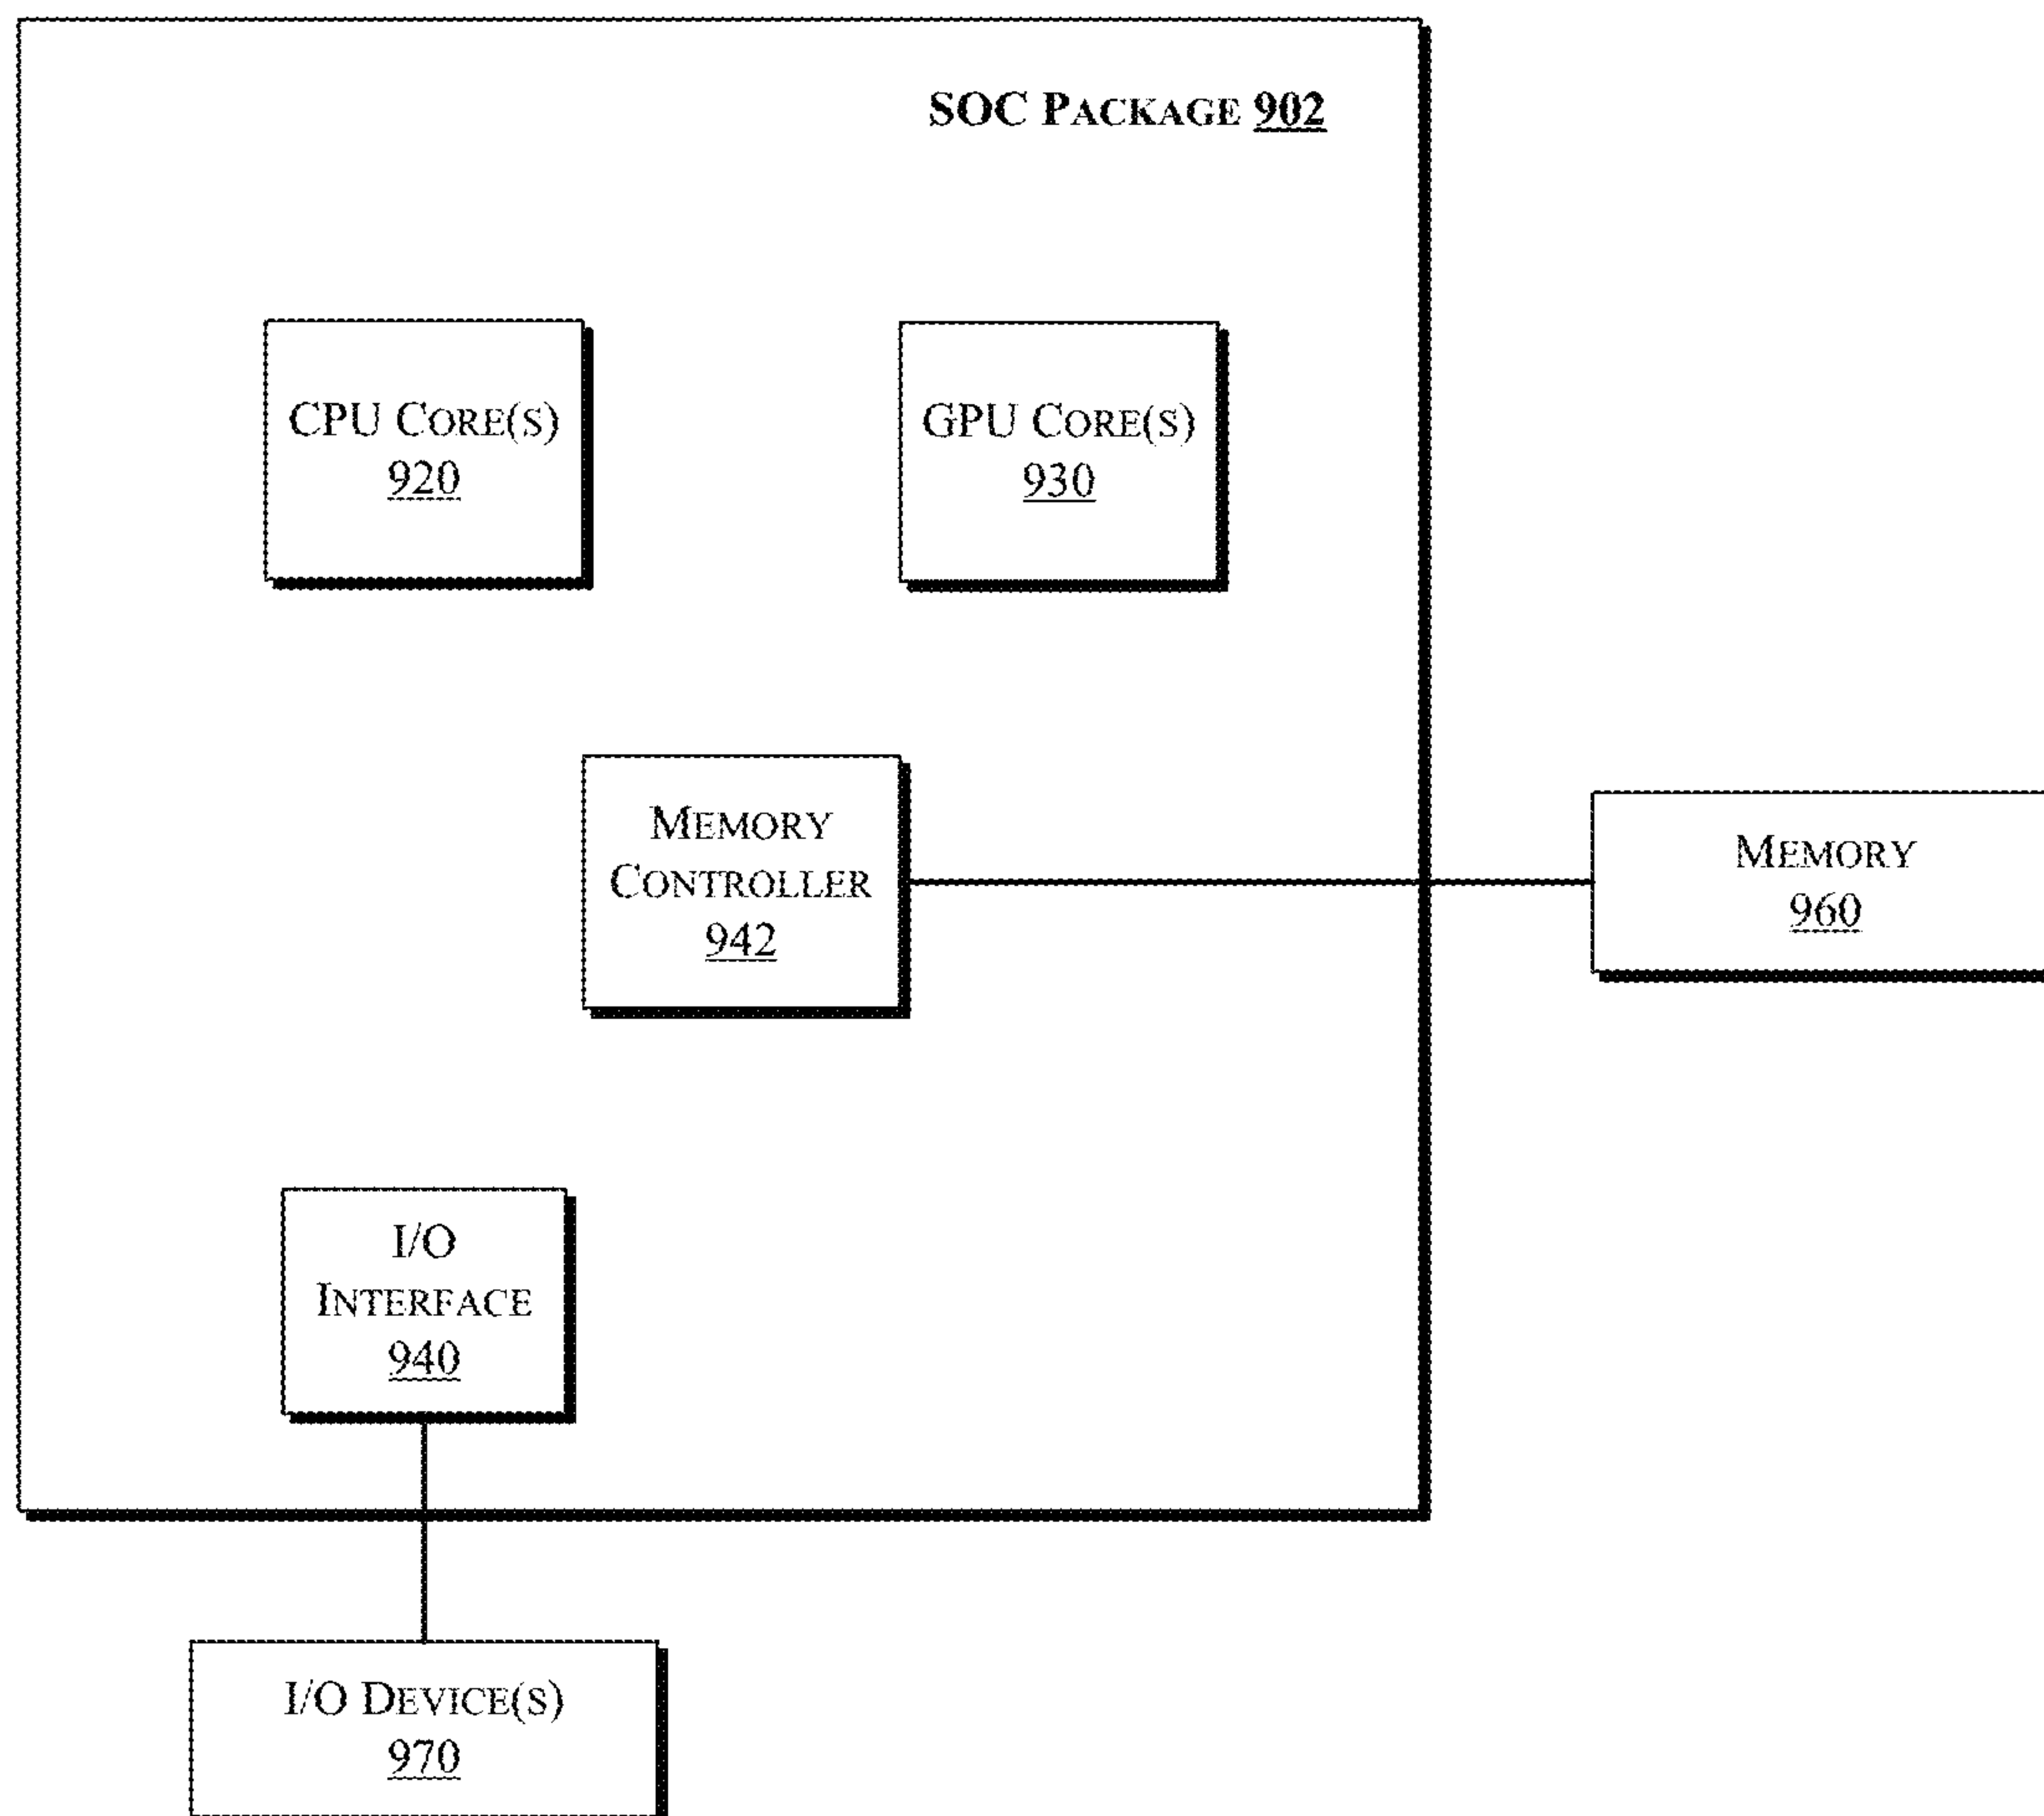 SOC PACKAGE 902
CPU CORE(S)
920
GPU CORE(S)
930
MEMORY
CONTROLLER
942
MEMORY
960
I/O
INTERFACE
940
I/O DEVICE(S)
970